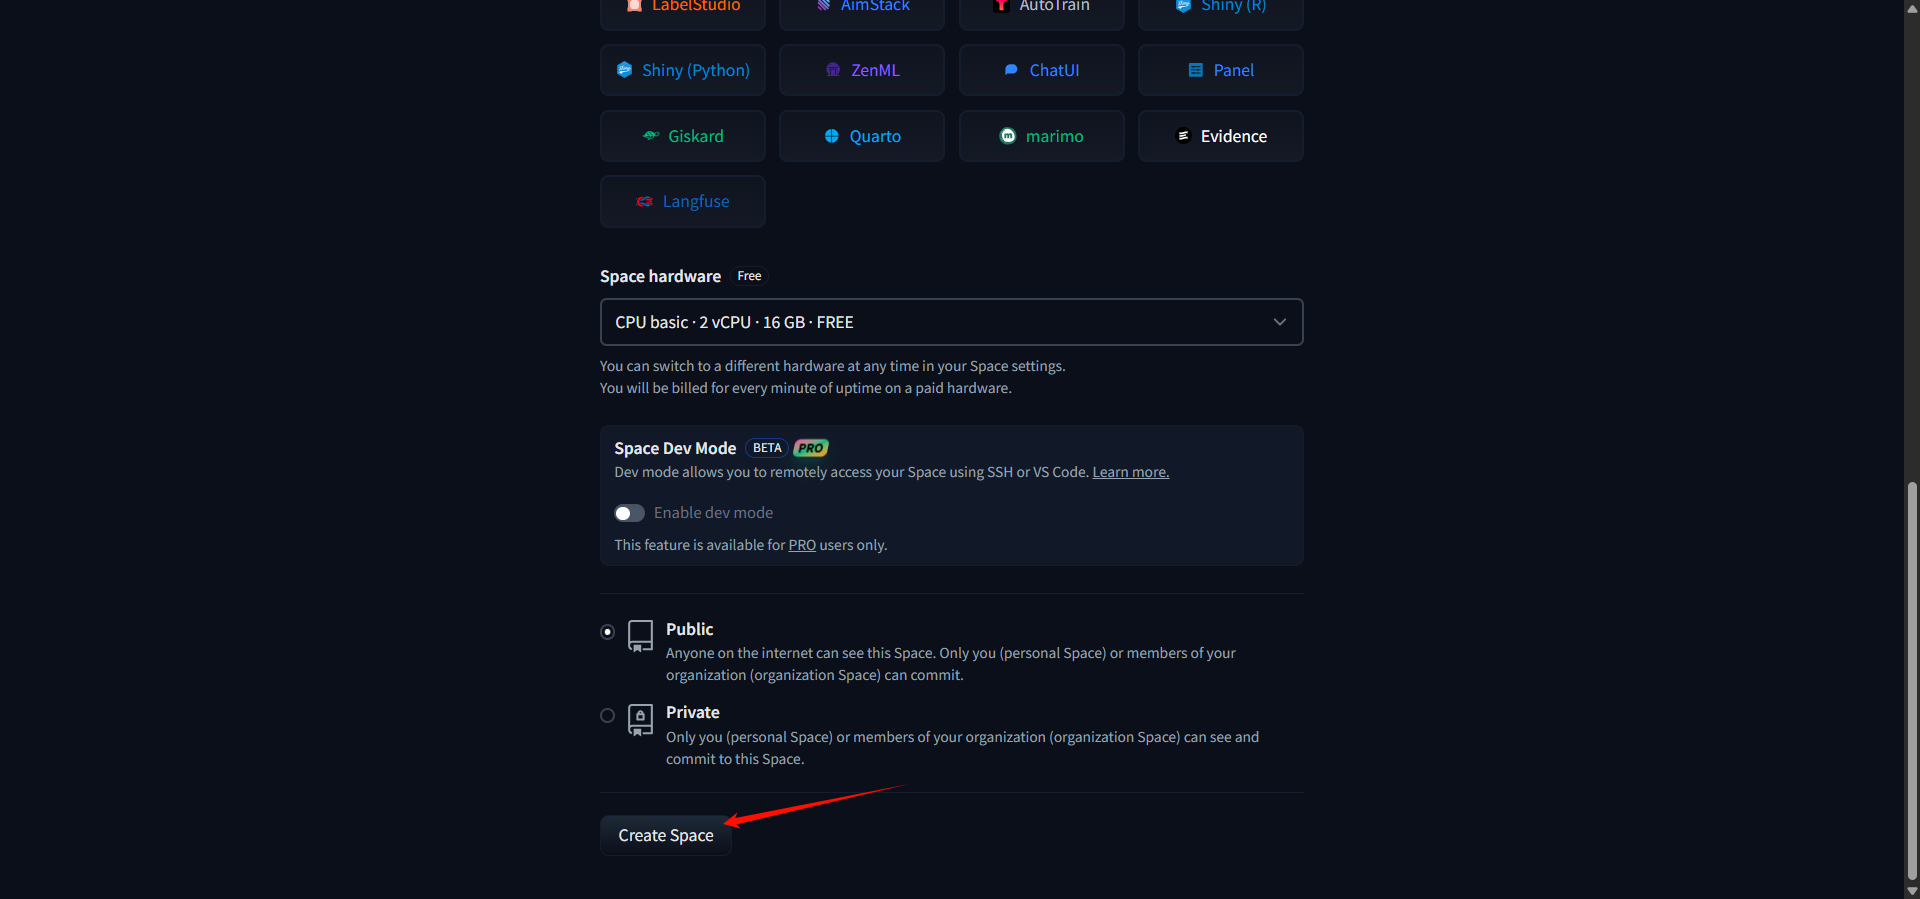 LabelStudio
AimStack
AutoTrain
Shiny (R)
Shiny (Python)
ZenML
ChatUI
Panel
Giskard
Quarto
marimo
Evidence
Langfuse
Space hardware Free
CPU basic · 2 vCPU · 16 GB · FREE
You can switch to a different hardware at any time in your Space settings.
You will be billed for every minute of uptime on a paid hardware.
Space Dev Mode BETA PRO
Dev mode allows you to remotely access your Space using SSH or VS Code. Learn more.
Enable dev mode
This feature is available for PRO users only.
Public
Anyone on the internet can see this Space. Only you (personal Space) or members of your
organization (organization Space) can commit.
Private
Only you (personal Space) or members of your organization (organization Space) can see and
commit to this Space.
Create Space